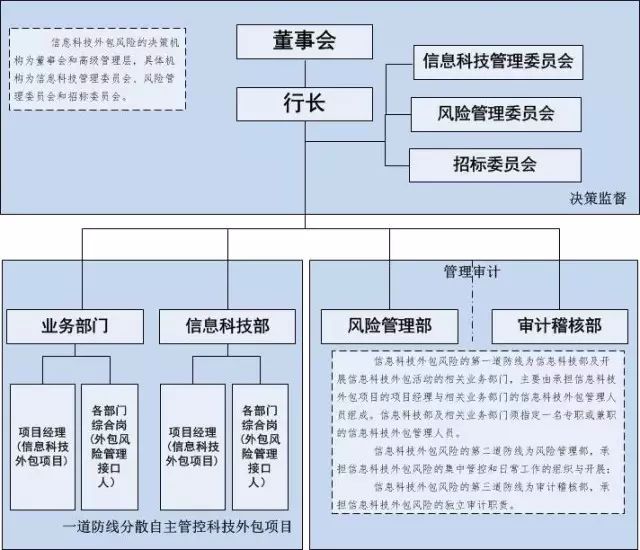 信息科技外包风险的决策机
构为董事会和高级管理层，具体机
构为信息科技管理委员会、风险管
理委员会和招标委员会。
董事会
行长
信息科技管理委员会
风险管理委员会
招标委员会
决策监督
管理审计
业务部门
信息科技部
风险管理部
审计稽核部
项目经理
(信息科技
外包项目)
各部门
综合岗
(外包风险
管理接口
人)
项目经理
(信息科技
外包项目)
各部门
综合岗
(外包风险
管理
接口
人)
信息科技外包风险的第一道防线为信息科技部及开
展信息科技外包活动的相关业务部门，主要由承担信息科技
外包项目的项目经理与相关业务部门的信息科技外包管理人
员组成。信息科技部及相关业务部门须指定一名专职或兼职
的信息科技外包管理人员。
信息科技外包风险的第二道防线为风险管理部，承
担信息科技外包风险的集中管控和日常工作的组织与开展；
信息科技外包风险的第三道防线为审计稽核部，承
担信息科技外包风险的独立审计职责。
一道防线分散自主管控科技外包项目